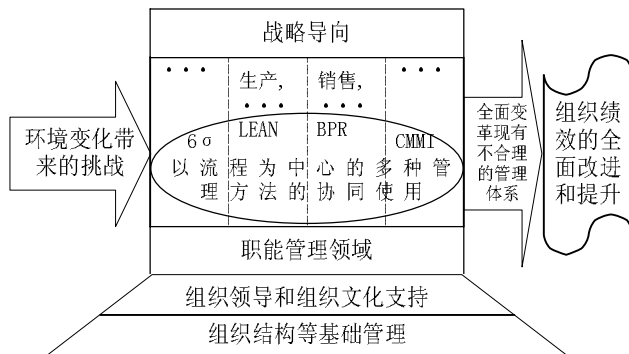 战略导向
• • •
生产,
销售,
• • •
• • •
• • •
环境变化带
来的挑战
6σ
LEAN
BPR
CMMI
以流程为中心的多种管
理方法的协同使用
全面变
革现有
不合理
的管理
体系
组织绩
效的全
面改进
和提升
职能管理领域
组织领导和组织文化支持
组织结构等基础管理